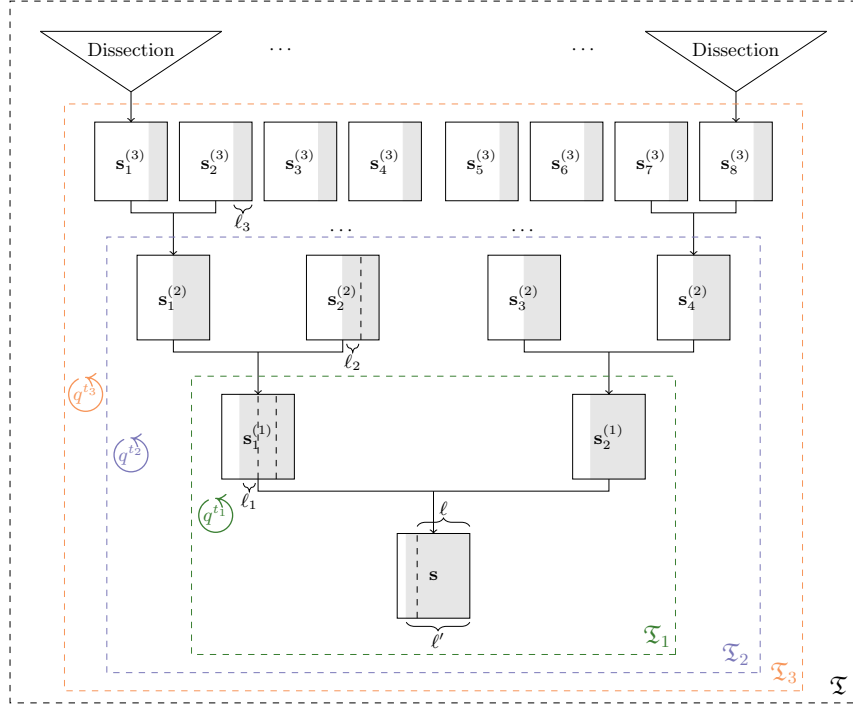 Dissection ... ... Dissection
s_1^{(3)} s_2^{(3)} s_3^{(3)} s_4^{(3)} s_5^{(3)} s_6^{(3)} s_7^{(3)} s_8^{(3)}
ℓ_3
... ...
s_1^{(2)} s_2^{(2)} s_3^{(2)} s_4^{(2)}
ℓ_2
q^{t_3}
s_1^{(1)} s_2^{(1)}
q^{t_2}
ℓ_1
q^{t_1}
ℓ
s
ℓ′
𝔗_1
𝔗_2
𝔗_3
𝔗